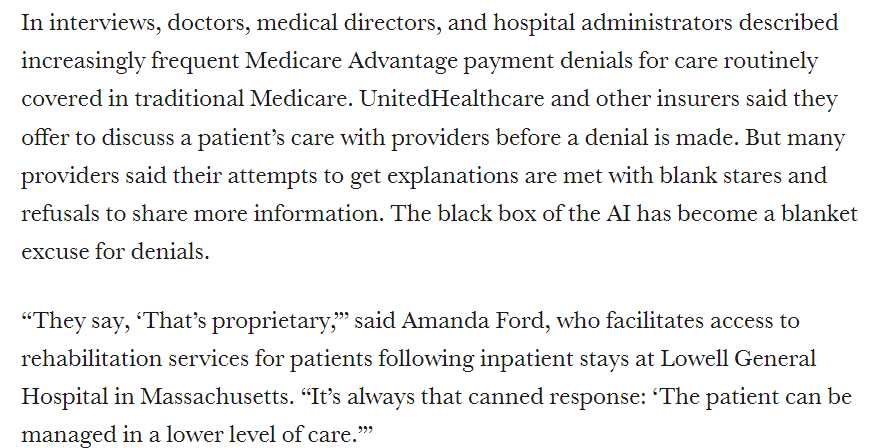 In interviews, doctors, medical directors, and hospital administrators described
increasingly frequent Medicare Advantage payment denials for care routinely
covered in traditional Medicare. UnitedHealthcare and other insurers said they
offer to discuss a patient’s care with providers before a denial is made. But many
providers said their attempts to get explanations are met with blank stares and
refusals to share more information. The black box of the AI has become a blanket
excuse for denials.
“They say, ‘That’s proprietary,’” said Amanda Ford, who facilitates access to
rehabilitation services for patients following inpatient stays at Lowell General
Hospital in Massachusetts. “It’s always that canned response: ‘The patient can be
managed in a lower level of care.’”